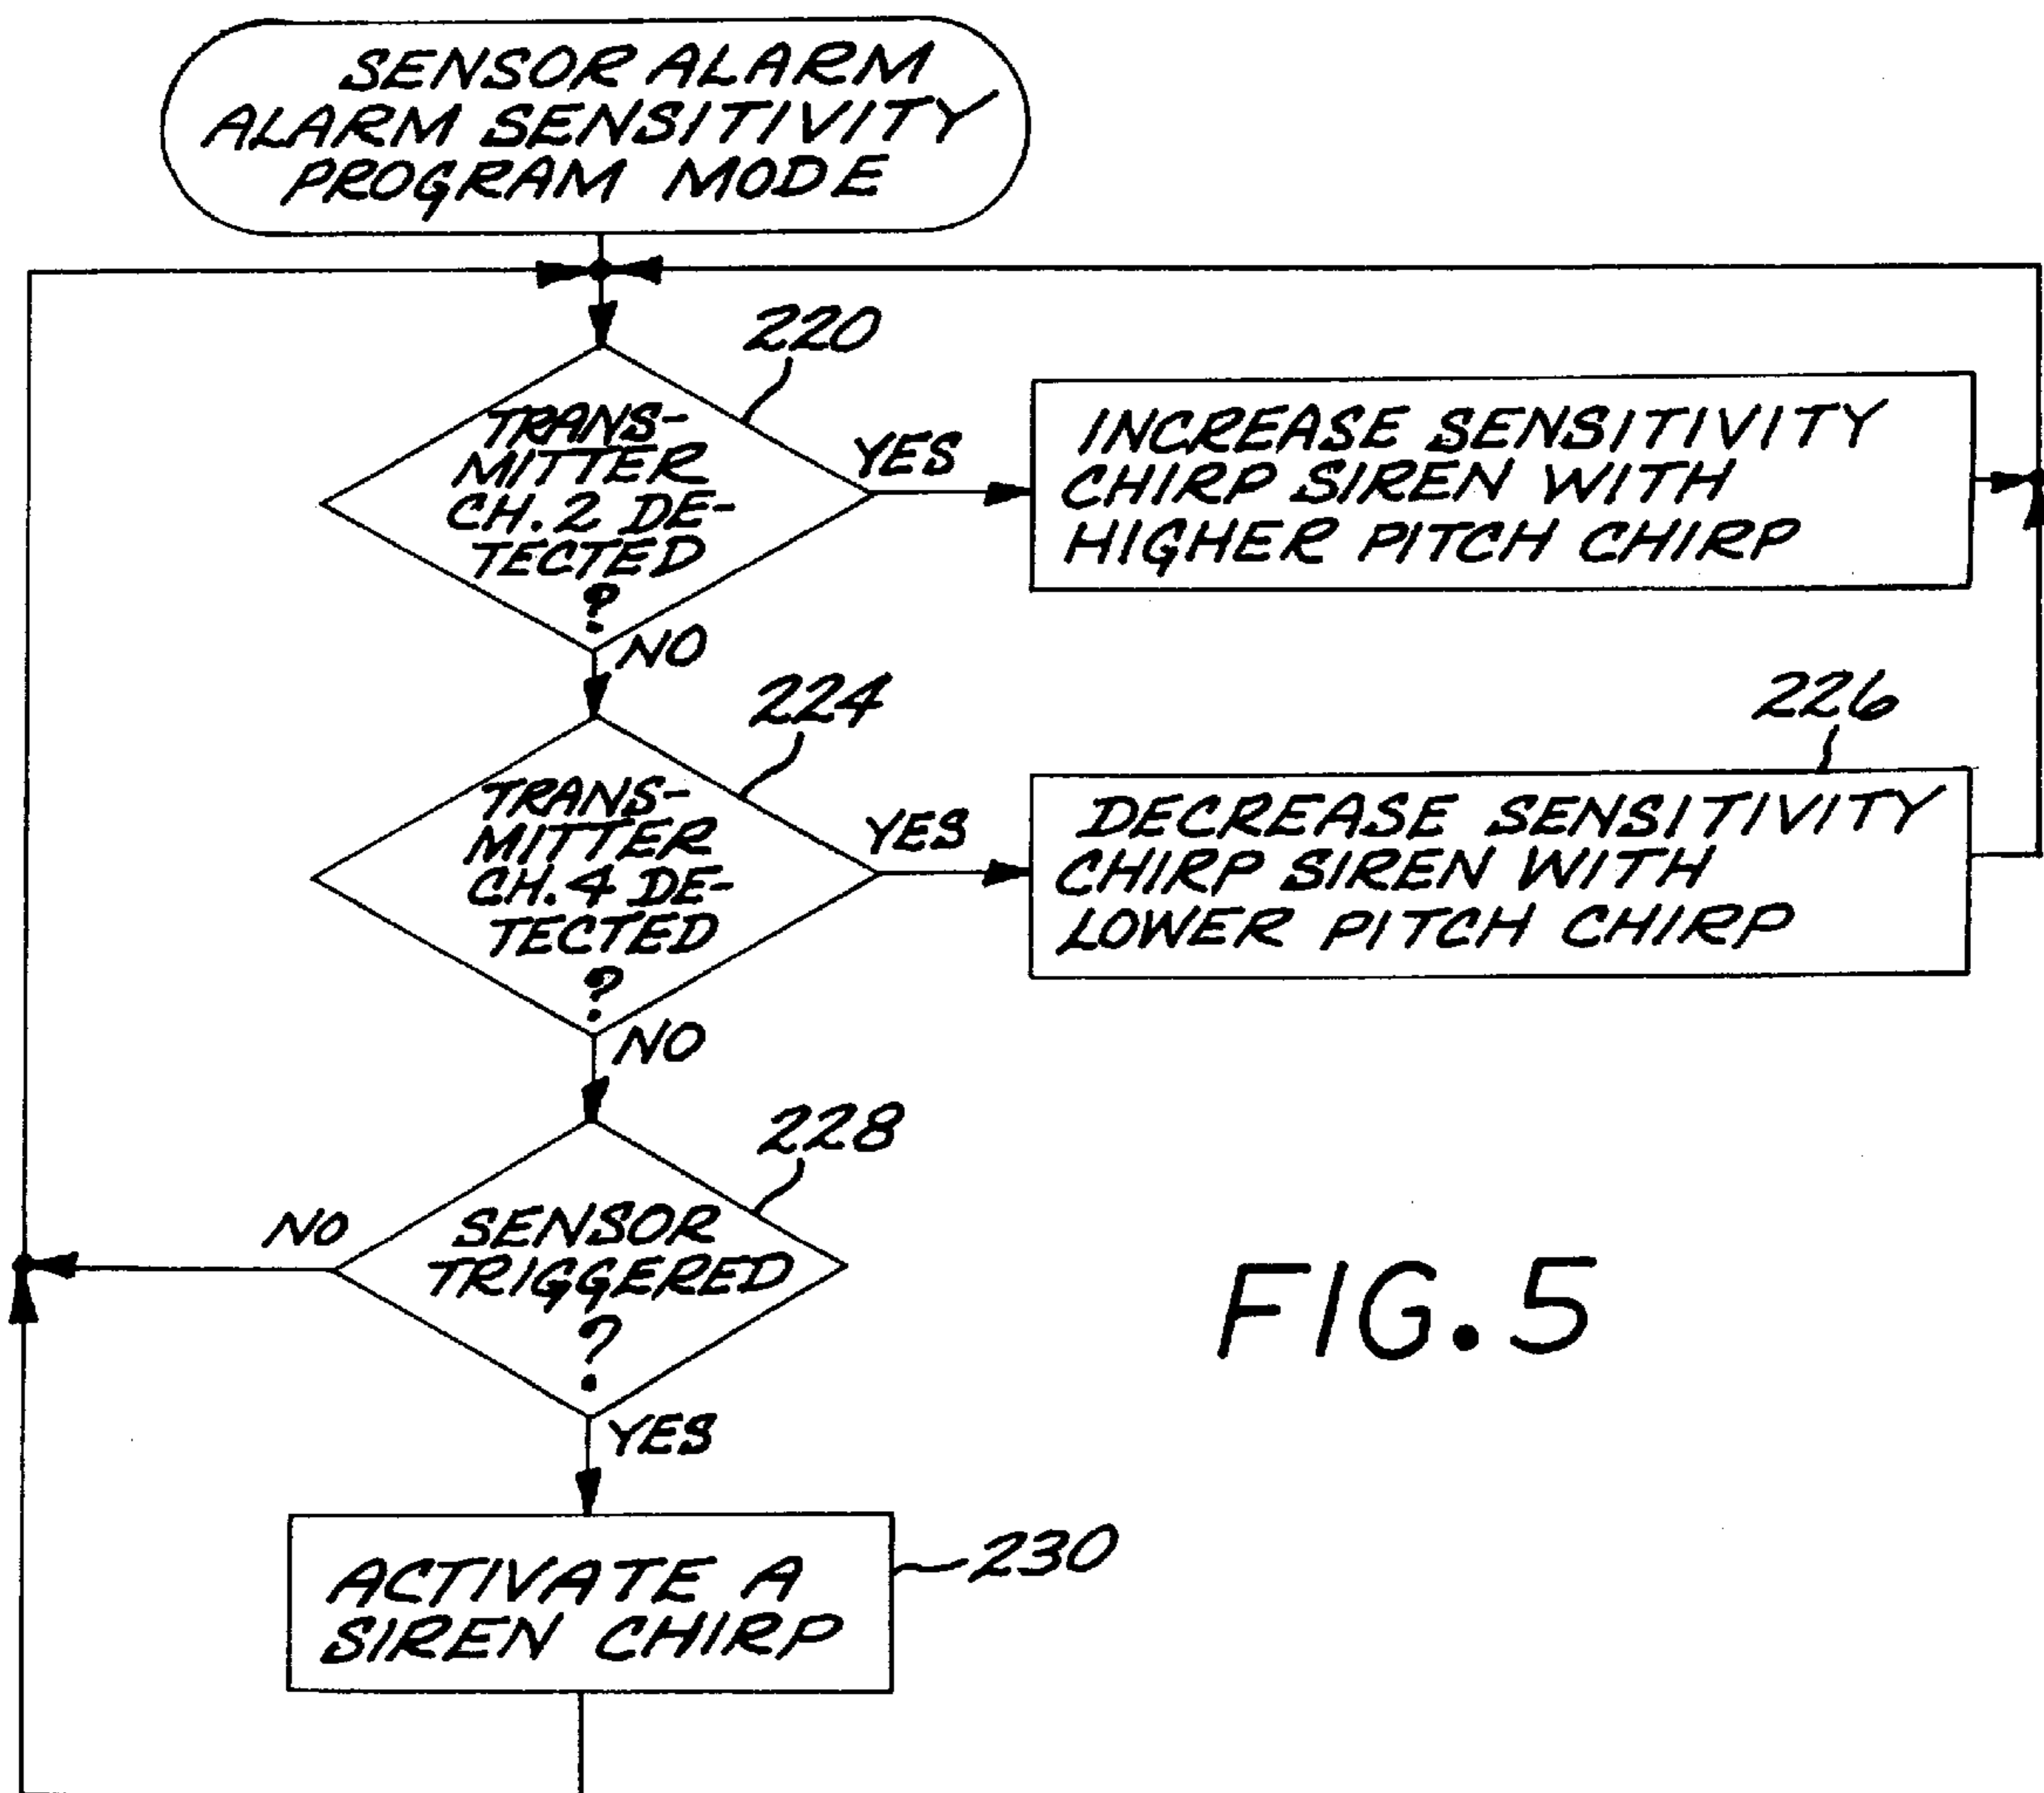 SENSOR ALARM
ALARM SENSITIVITY
PROGRAM MODE
220
TRANS-
MITTER
CH. 2 DE-
TECTED
?
YES
INCREASE SENSITIVITY
CHIRP SIREN WITH
HIGHER PITCH CHIRP
NO
224
TRANS-
MITTER
CH. 4 DE-
TECTED
?
YES
226
DECREASE SENSITIVITY
CHIRP SIREN WITH
LOWER PITCH CHIRP
NO
228
SENSOR
TRIGGERED
?
NO
YES
FIG. 5
ACTIVATE A
SIREN CHIRP
230